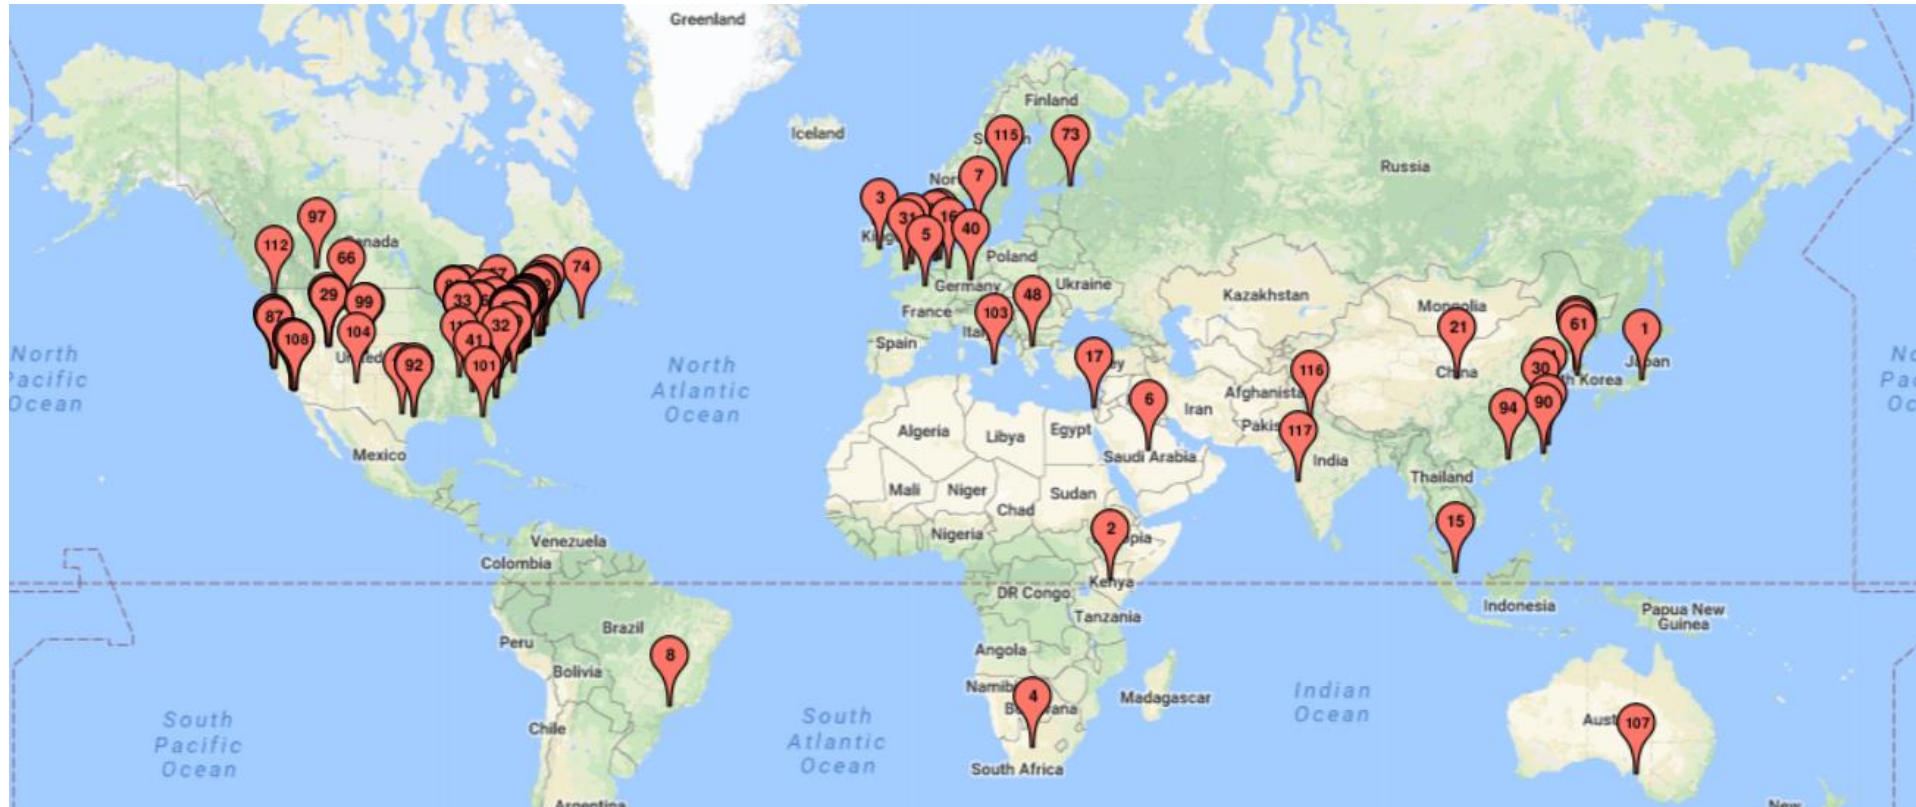 Greenland
Finland
Iceland
115
73
Russia
7
3
97
31
16
5
40
112
Canada
66
74
Poland
Ukraine
Germany
Kazakhstan
48
29
99
33
Mongolia
France
103
87
32
21
61
1
108
104
41
Spain
17
Japan
North
Pacific
Ocean
North
Atlantic
Ocean
92
101
116
China
30
Afghanista
6
Iran
94
90
Algeria
Libya
Egypt
117
Saudi Arabia
India
Mexico
Thailand
Mali
Niger
Sudan
Chad
15
Nigeria
2
Venezuela
Colombia
Kenya
DR Congo
Indonesia
Papua New
Guinea
Tanzania
Brazil
Peru
8
Angola
Bolivia
Namibi
4
Madagascar
Indian
Ocean
South
Pacific
Ocean
South
Atlantic
Ocean
Chile
107
South Africa
Argentina
New